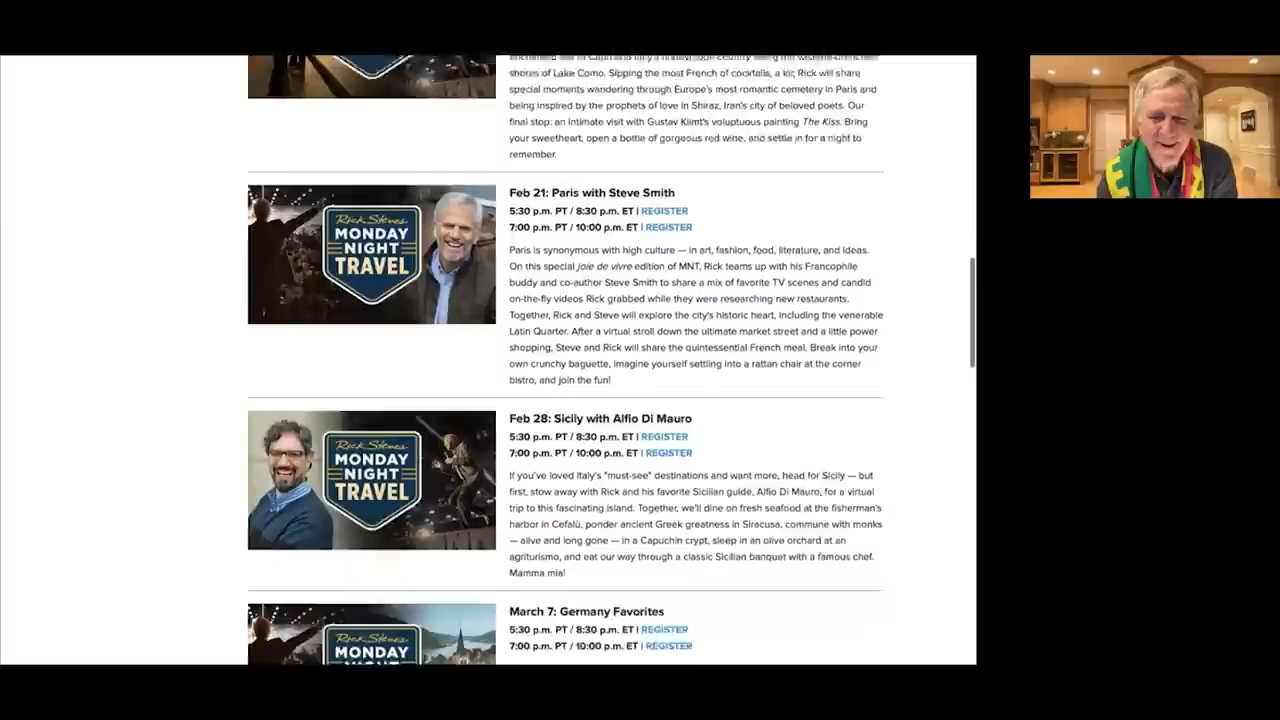 shores of Lake Como. Sipping the most French of cocktails, a kir, Rick will share
special moments wandering through Europe's most romantic cemetery in Paris and
being inspired by the prophets of love in Shiraz, Iran's city of beloved poets. Our
final stop: an intimate visit with Gustav Klimt's voluptuous painting The Kiss. Bring
your sweetheart, open a bottle of gorgeous red wine, and settle in for a night to
remember.
Rick Steves
MONDAY
NIGHT
TRAVEL
Feb 21: Paris with Steve Smith
5:30 p.m. PT / 8:30 p.m. ET | REGISTER
7:00 p.m. PT / 10:00 p.m. ET | REGISTER
Paris is synonymous with high culture — in art, fashion, food, literature, and ideas.
On this special joie de vivre edition of MNT, Rick teams up with his Francophile
buddy and co-author Steve Smith to share a mix of favorite TV scenes and candid
on-the-fly videos Rick grabbed while they were researching new restaurants.
Together, Rick and Steve will explore the city's historic heart, including the venerable
Latin Quarter. After a virtual stroll down the ultimate market street and a little power
shopping, Steve and Rick will share the quintessential French meal. Break into your
own crunchy baguette, imagine yourself settling into a rattan chair at the corner
bistro, and join the fun!
Rick Steves
MONDAY
NIGHT
TRAVEL
Feb 28: Sicily with Alfio Di Mauro
5:30 p.m. PT / 8:30 p.m. ET | REGISTER
7:00 p.m. PT / 10:00 p.m. ET | REGISTER
If you've loved Italy's "must-see" destinations and want more, head for Sicily — but
first, stow away with Rick and his favorite Sicilian guide, Alfio Di Mauro, for a virtual
trip to this fascinating island. Together, we'll dine on fresh seafood at the fisherman's
harbor in Cefalù, ponder ancient Greek greatness in Siracusa, commune with monks
— alive and long gone — in a Capuchin crypt, sleep in an olive orchard at an
agriturismo, and eat our way through a classic Sicilian banquet with a famous chef.
Mamma mia!
Rick Steves
MONDAY
March 7: Germany Favorites
5:30 p.m. PT / 8:30 p.m. ET | REGISTER
7:00 p.m. PT / 10:00 p.m. ET | REGISTER